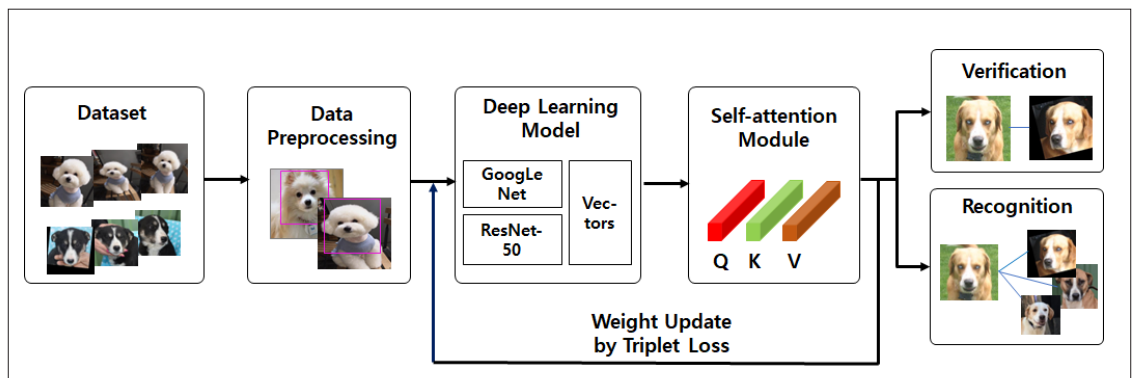 Dataset
Data
Preprocessing
Deep Learning
Model
GoogLe
Net
ResNet-
50
Vec-
tors
Self-attention
Module
Q K V
Verification
Recognition
Weight Update
by Triplet Loss